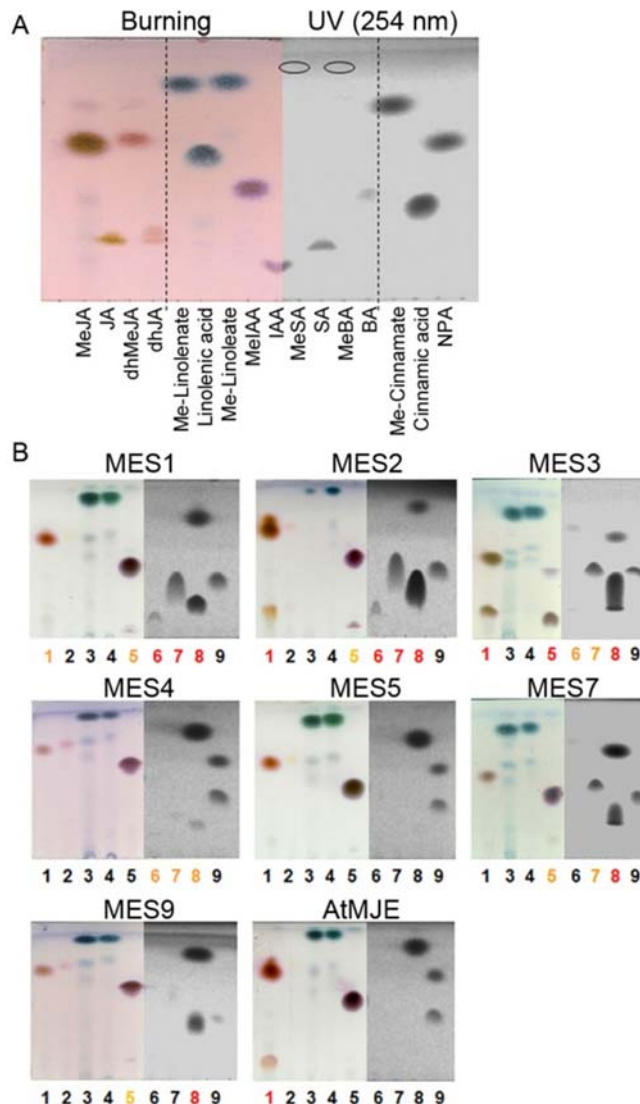 A
Burning UV (254 nm)
MeJA
JA
dhMeJA
dhJA
Me-Linolenate
Linolenic acid
Me-Linoleate
MeIAA
IAA
MeSA
SA
MeBA
BA
Me-Cinnamate
Cinnamic acid
NPA
B
MES1 MES2 MES3
1 2 3 4 5 6 7 8 9 1 2 3 4 5 6 7 8 9 1 3 4 5 6 7 8 9
MES4 MES5 MES7
1 2 3 4 5 6 7 8 9 1 2 3 4 5 6 7 8 9 1 3 4 5 6 7 8 9
MES9 AtMJE
1 2 3 4 5 6 7 8 9 1 2 3 4 5 6 7 8 9